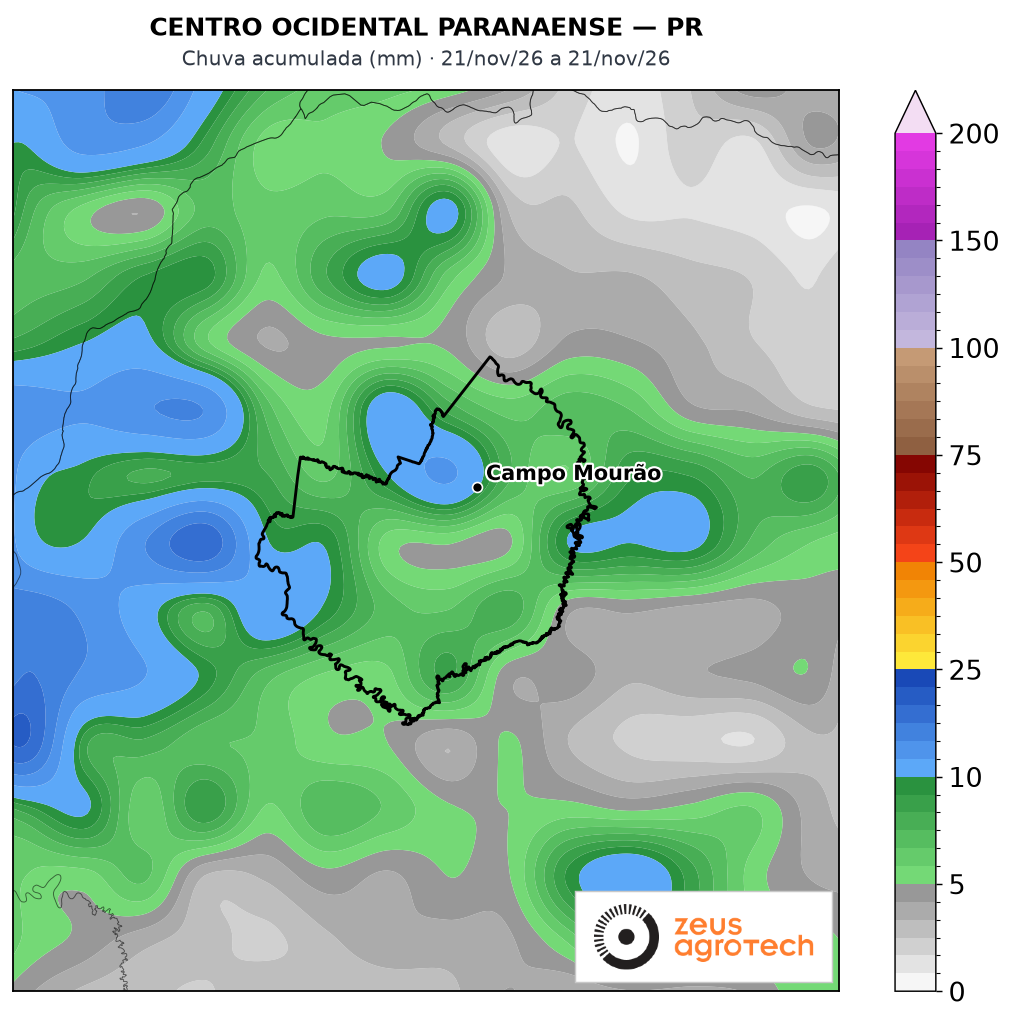 CENTRO OCIDENTAL PARANAENSE — PR
Chuva acumulada (mm) · 21/nov/26 a 21/nov/26
200
150
100
75
50
25
10
5
0
Campo Mourão
zeus
agrotech